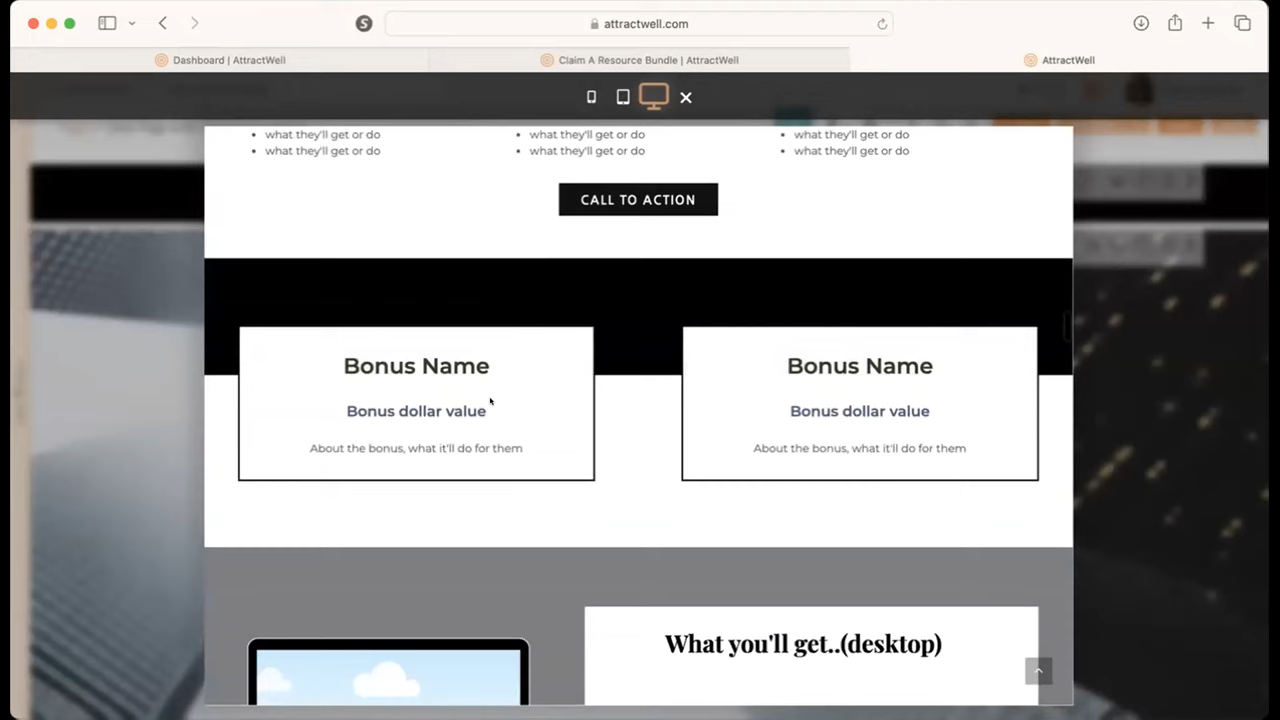 attractwell.com
Dashboard | AttractWell
Claim A Resource Bundle | AttractWell
AttractWell
• what they'll get or do
• what they'll get or do
• what they'll get or do
• what they'll get or do
• what they'll get or do
• what they'll get or do
CALL TO ACTION
Bonus Name
Bonus dollar value
About the bonus, what it'll do for them
Bonus Name
Bonus dollar value
About the bonus, what it'll do for them
What you'll get..(desktop)